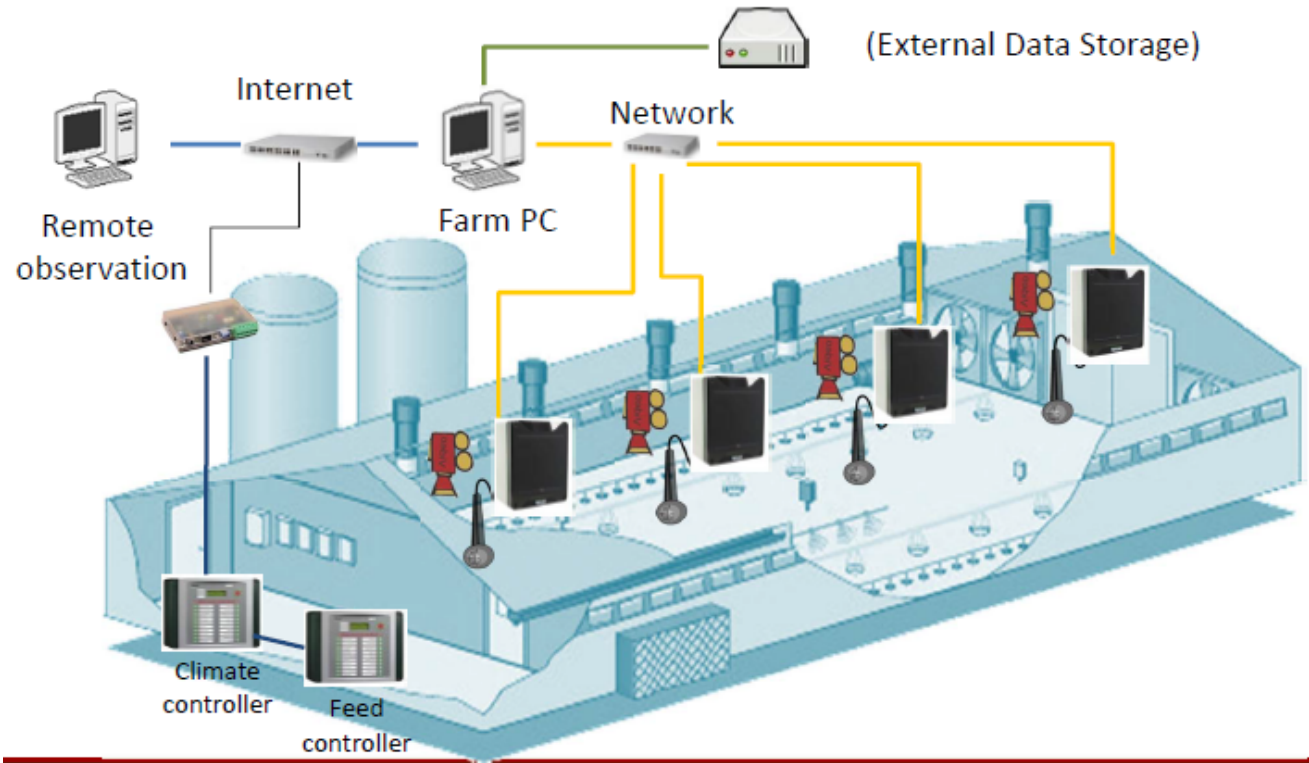 (External Data Storage)
Internet
Network
Remote
observation
Farm PC
Climate
controller
Feed
controller